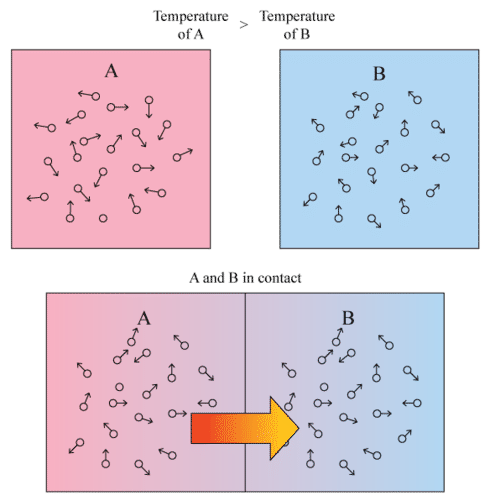 Temperature of A > Temperature of B
A
B
A and B in contact
A
B